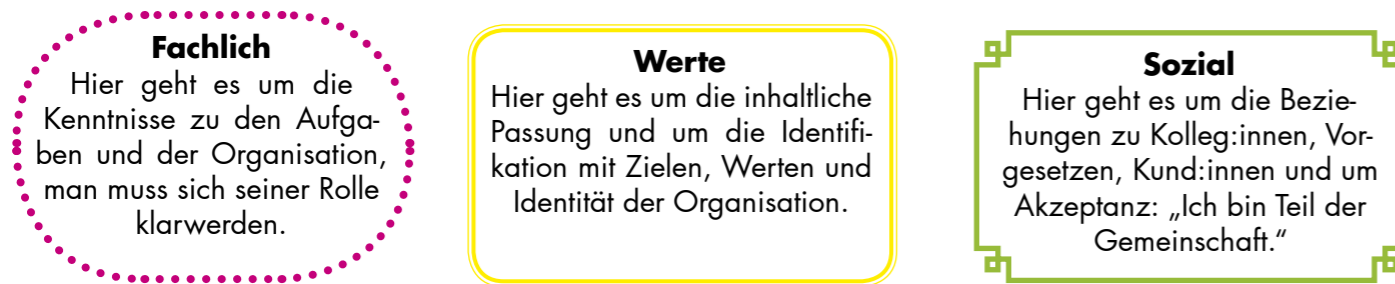 Fachlich
Hier geht es um die
Kenntnisse zu den Aufga-
ben und der Organisation,
man muss sich seiner Rolle
klarwerden.
Werte
Hier geht es um die inhaltliche
Passung und um die Identifi-
kation mit Zielen, Werten und
Identität der Organisation.
Sozial
Hier geht es um die Bezie-
hungen zu Kolleg:innen, Vor-
gesetzen, Kund:innen und um
Akzeptanz: „Ich bin Teil der
Gemeinschaft.“